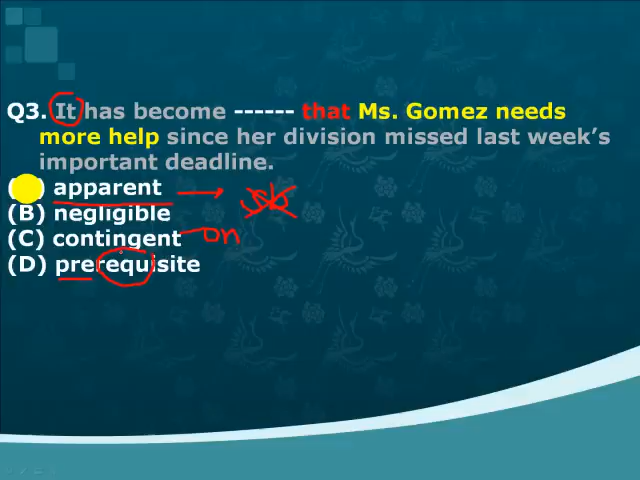 Q3. It has become ------ that Ms. Gomez needs
more help since her division missed last week's
important deadline.
apparent
(B) negligible
(C) contingent on
(D) prerequisite